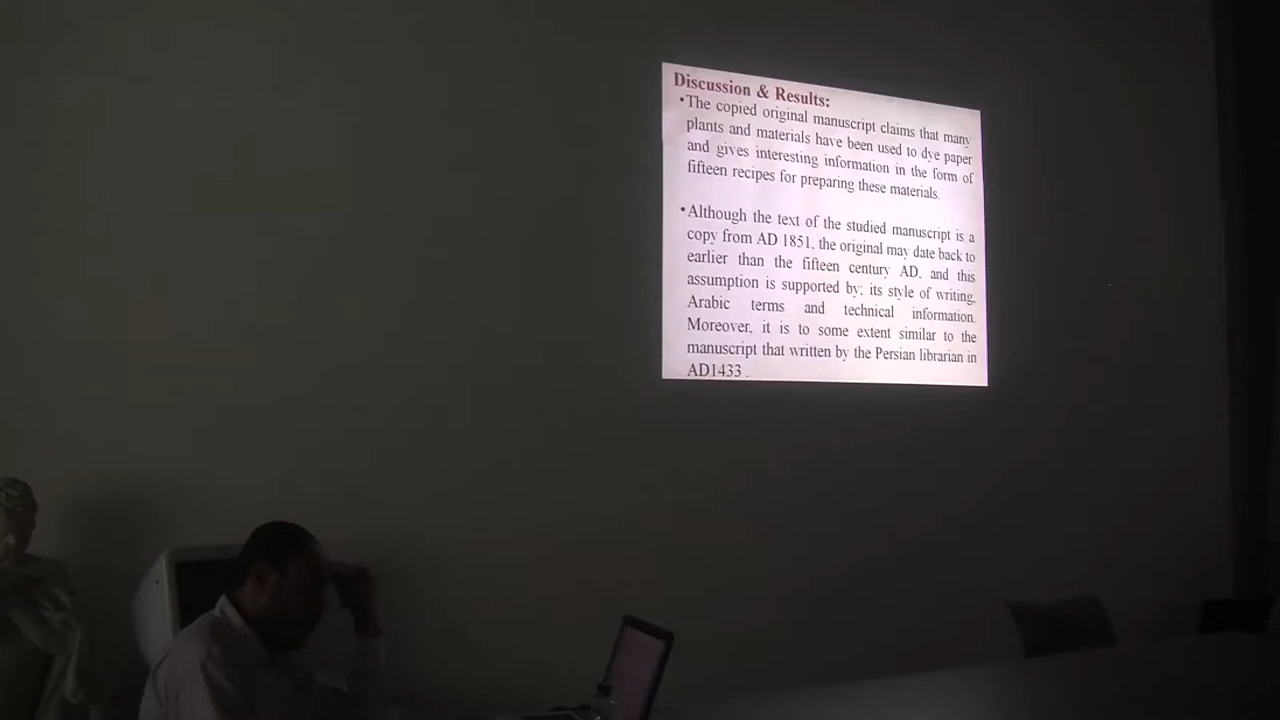 Discussion & Results:
•The copied original manuscript claims that many
plants and materials have been used to dye paper
and gives interesting information in the form of
fifteen recipes for preparing these materials.
•Although the text of the studied manuscript is a
copy from AD 1851, the original may date back to
earlier than the fifteen century AD, and this
assumption is supported by; its style of writing,
Arabic terms and technical information.
Moreover, it is to some extent similar to the
manuscript that written by the Persian librarian in
AD1433 .